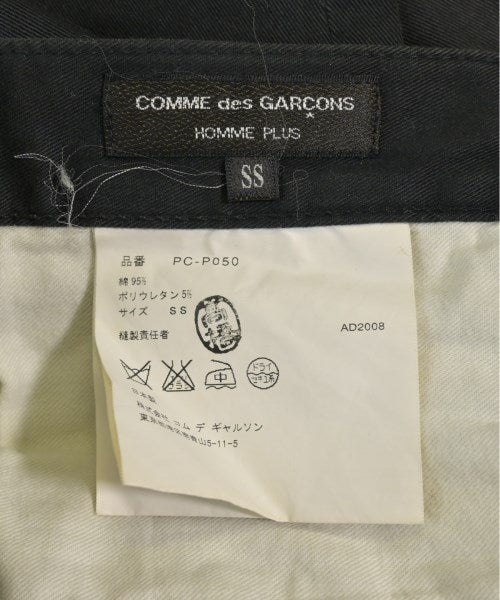 COMME des GARÇONS
HOMME PLUS
SS
品番 PC-P050
綿95%
ポリウレタン5%
サイズ SS
縫製責任者
AD2008
中
ドライ
日本製
株式会社 コム デ ギャルソン
東京都港区南青山5-11-5